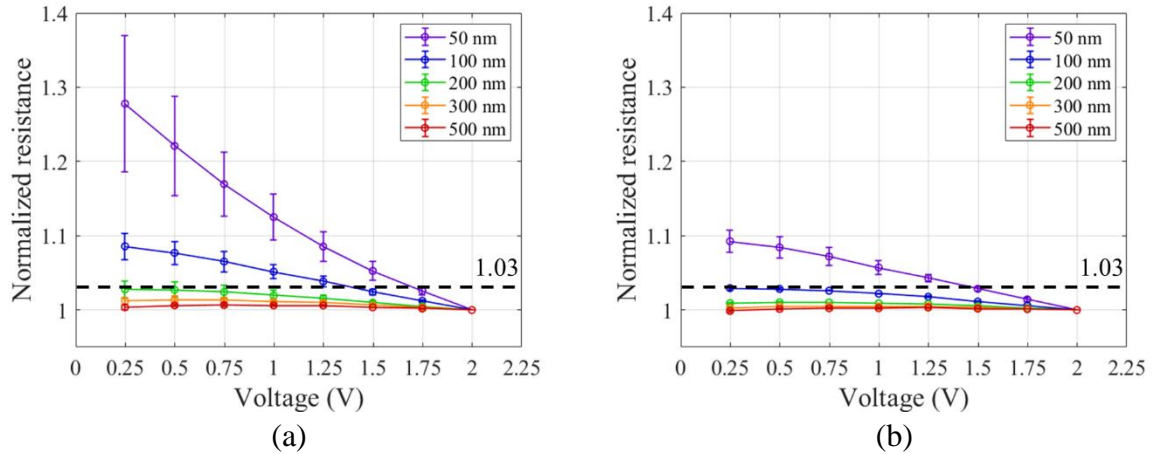 1.4
1.3
1.2
1.1
1
Normalized resistance
50 nm
100 nm
200 nm
300 nm
500 nm
1.03
0 0.25 0.5 0.75 1 1.25 1.5 1.75 2 2.25
Voltage (V)
(a)
1.4
1.3
1.2
1.1
1
Normalized resistance
50 nm
100 nm
200 nm
300 nm
500 nm
1.03
0 0.25 0.5 0.75 1 1.25 1.5 1.75 2 2.25
Voltage (V)
(b)